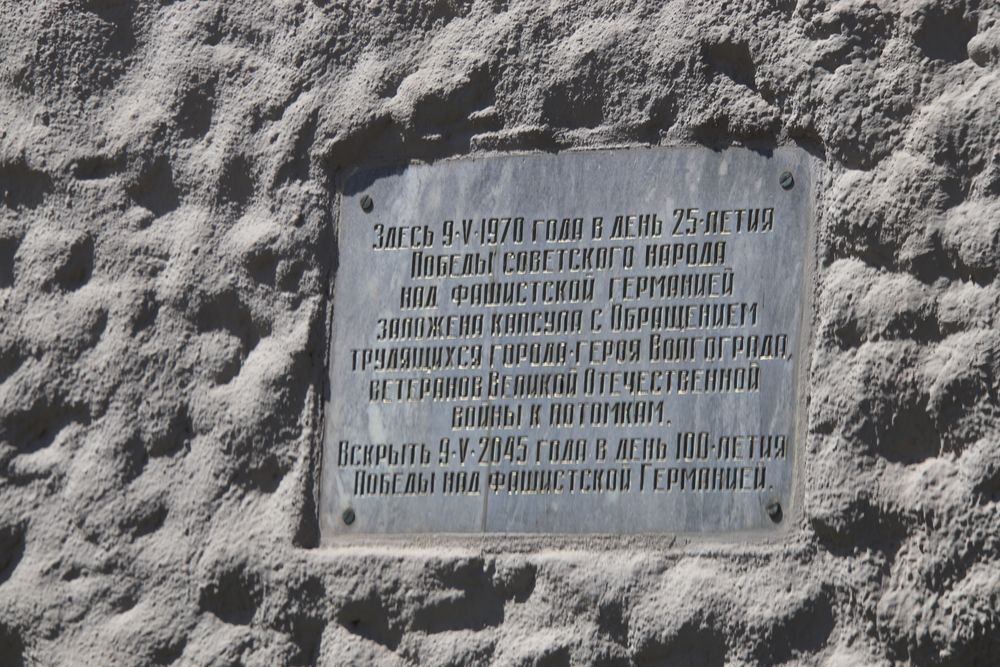 Здесь 9·V·1970 года в день 25-летия
Победы советского народа
над фашистской германией
заложена капсула с Обращением
трудящихся города-героя Волгограда,
ветеранов Великой Отечественной
войны к потомкам.
Вскрыть 9·V·2045 года в день 100-летия
Победы над фашистской Германией.